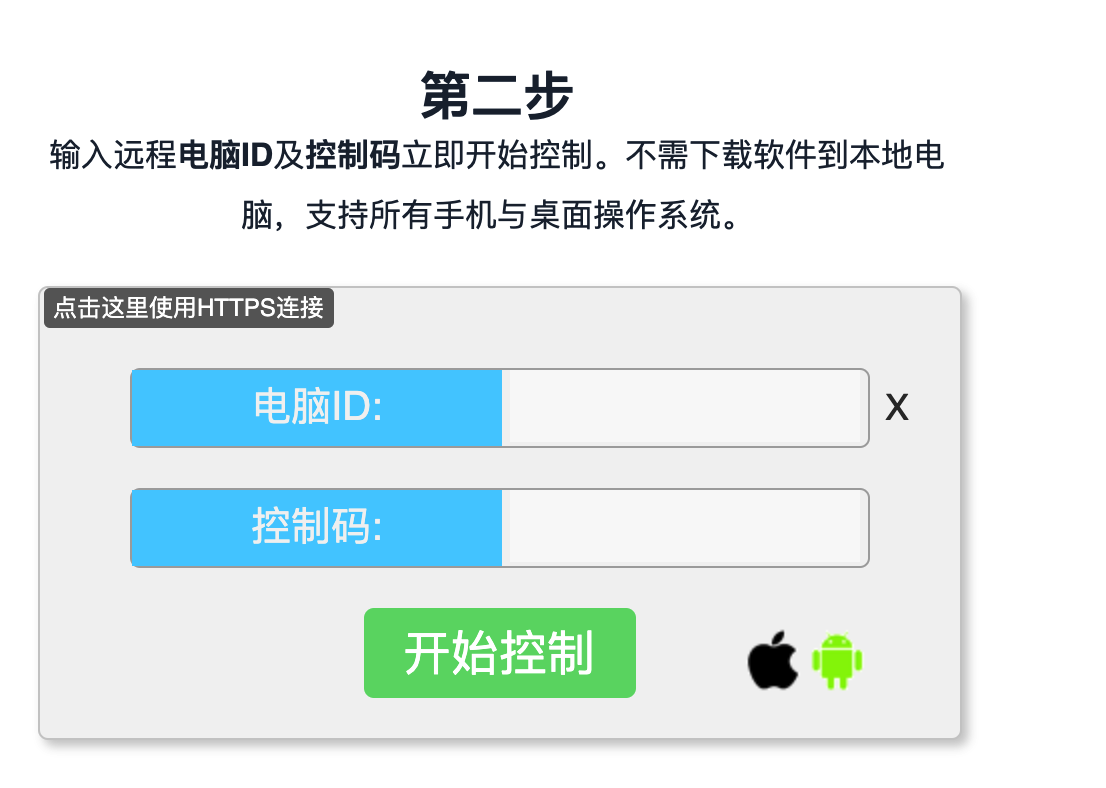 第二步
输入远程电脑ID及控制码立即开始控制。不需下载软件到本地电
脑，支持所有手机与桌面操作系统。
点击这里使用HTTPS连接
电脑ID:
X
控制码:
开始控制